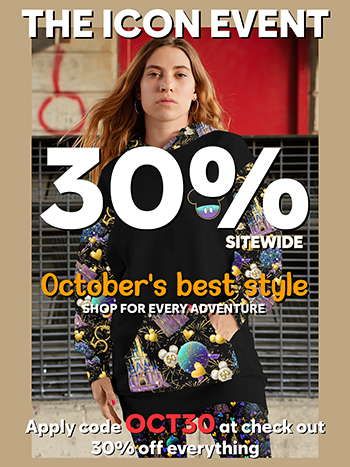 THE ICON EVENT
30%
SITEWIDE
October's best style
SHOP FOR EVERY ADVENTURE
Apply code OCT30 at check out
30% off everything